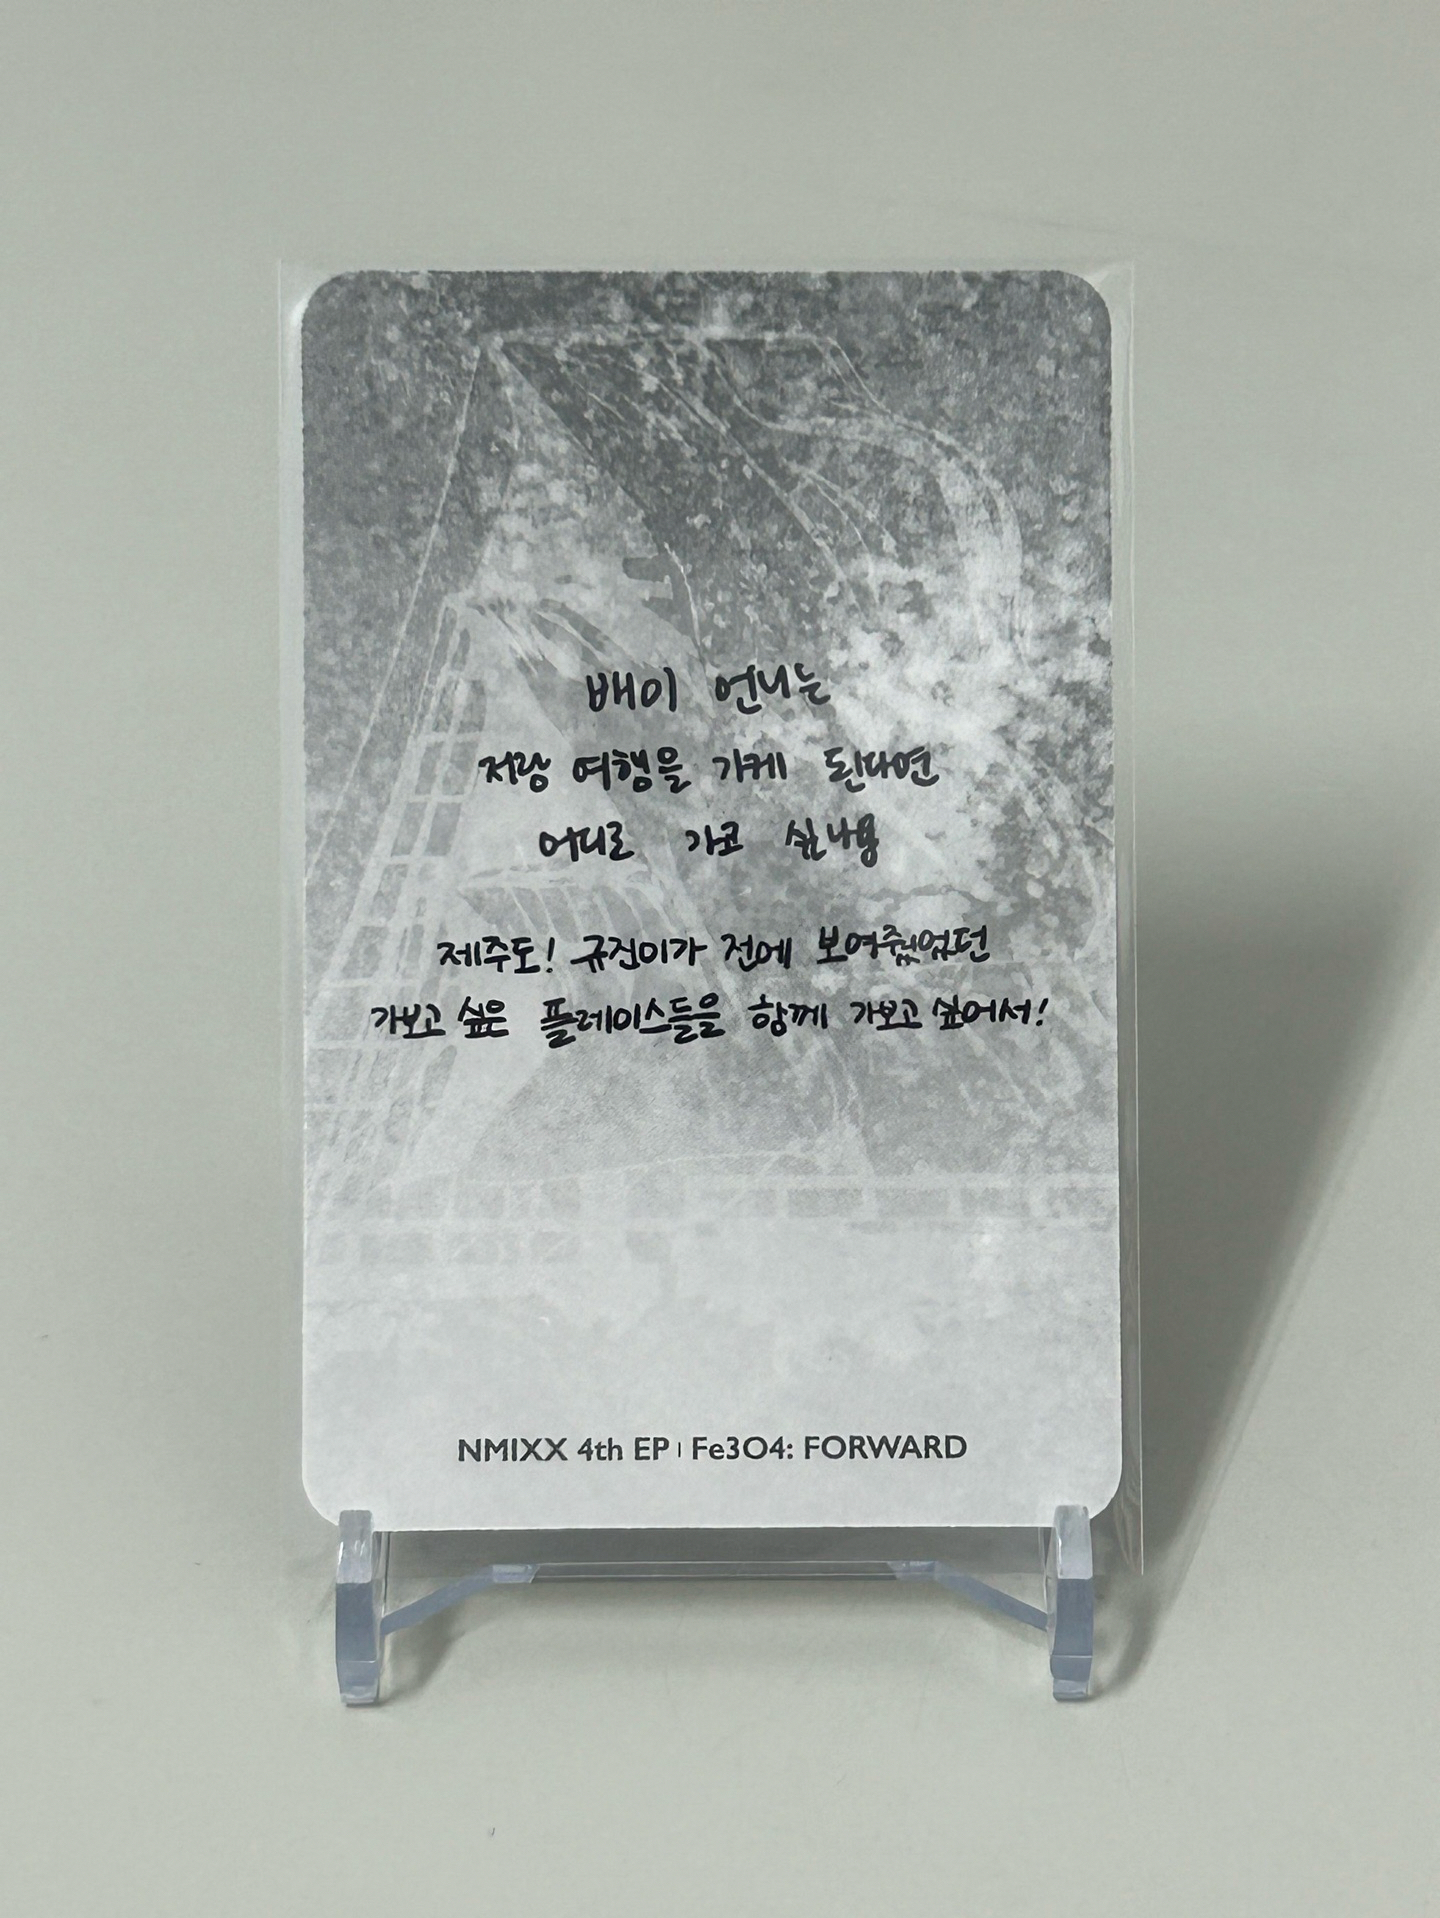 배이 언니는
저랑 여행을 가게 된다면
어디로 가고 싶나용
제주도! 규진이가 전에 보여줬었던
가보고 싶은 플레이스들을 함께 가보고 싶어서!
NMIXX 4th EP | Fe3O4: FORWARD